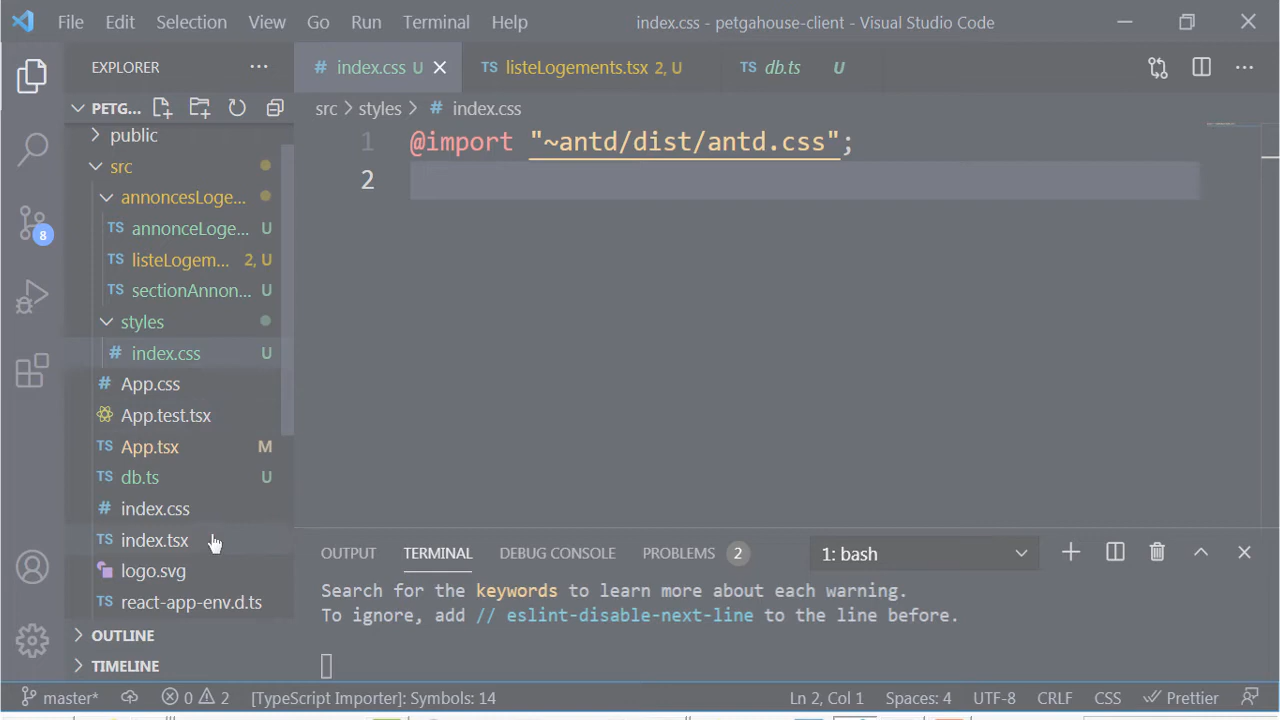 File Edit Selection View Go Run Terminal Help
index.css - petgahouse-client - Visual Studio Code
EXPLORER
# index.css U
TS listeLogements.tsx 2, U
TS db.ts U
PETG...
src > styles > # index.css
public
src
annoncesLoge...
TS annonceLoge... U
TS listeLogem... 2, U
TS sectionAnnon... U
styles
# index.css U
# App.css
App.test.tsx
TS App.tsx M
TS db.ts U
# index.css
TS index.tsx
logo.svg
TS react-app-env.d.ts
OUTLINE
TIMELINE
8
1 @import "~antd/dist/antd.css";
2
OUTPUT TERMINAL DEBUG CONSOLE PROBLEMS 2
1: bash
Search for the keywords to learn more about each warning.
To ignore, add // eslint-disable-next-line to the line before.
master* 0 2 [TypeScript Importer]: Symbols: 14
Ln 2, Col 1 Spaces: 4 UTF-8 CRLF CSS Prettier